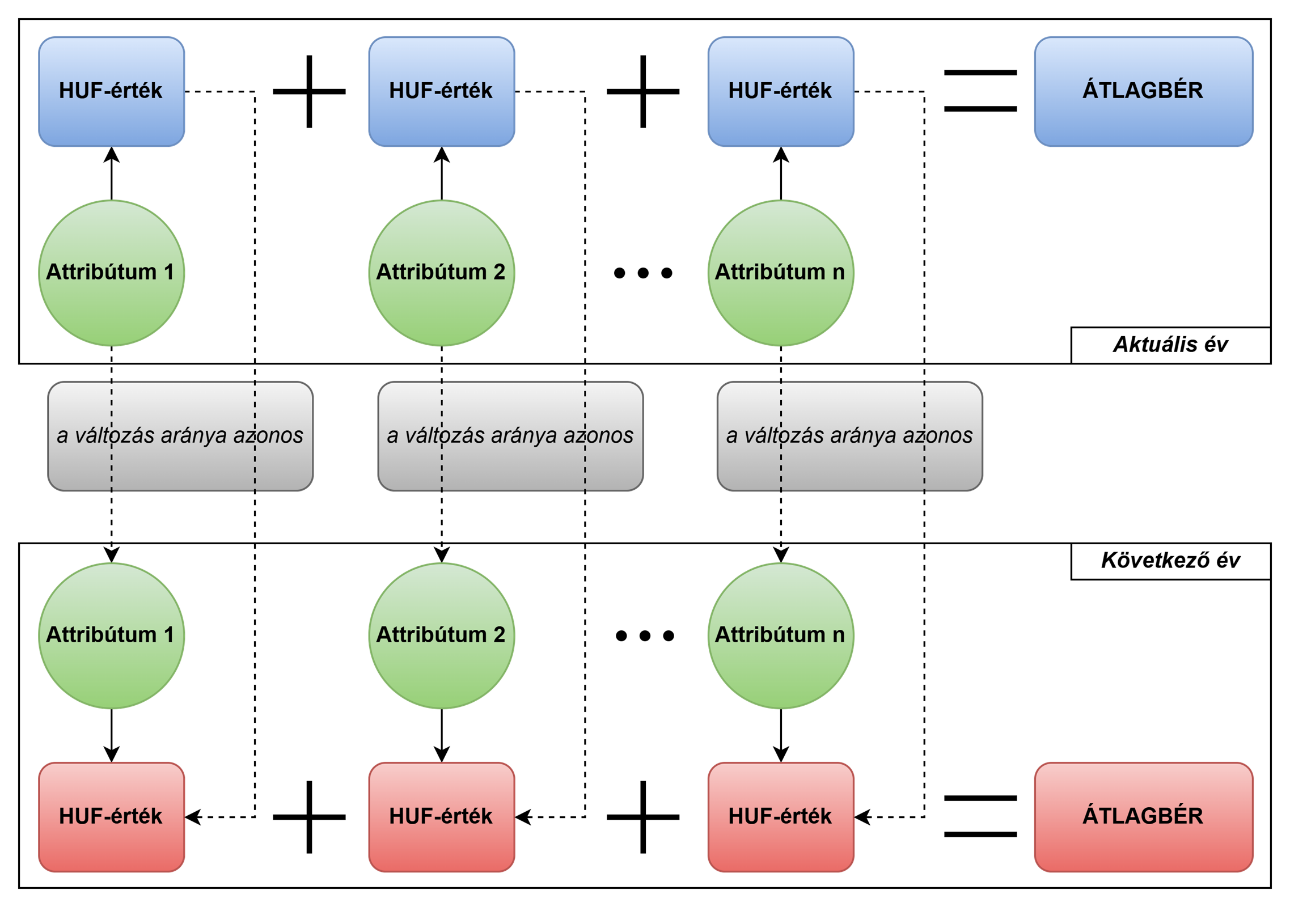 HUF-érték
HUF-érték
HUF-érték
ÁTLAGBÉR
Attribútum 1
Attribútum 2
Attribútum n
Aktuális év
a változás aránya azonos
a változás aránya azonos
a változás aránya azonos
Következő év
Attribútum 1
Attribútum 2
Attribútum n
HUF-érték
HUF-érték
HUF-érték
ÁTLAGBÉR